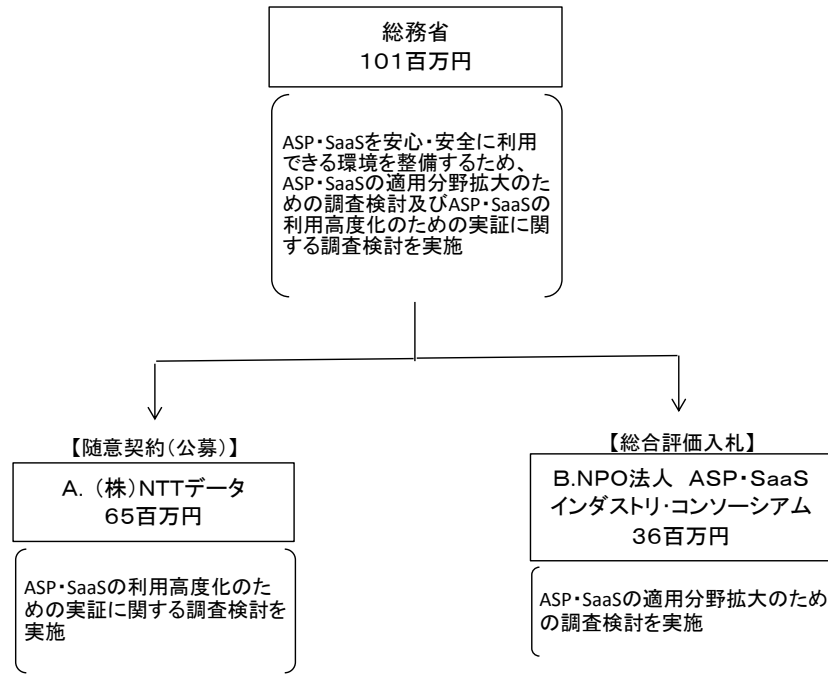 総務省
101百万円
ASP・SaaSを安心・安全に利用
できる環境を整備するため、
ASP・SaaSの適用分野拡大のた
めの調査検討及びASP・SaaSの
利用高度化のための実証に関
する調査検討を実施
【随意契約(公募)】
A. (株)NTTデータ
65百万円
ASP・SaaSの利用高度化のた
めの実証に関する調査検討を
実施
【総合評価入札】
B.NPO法人 ASP・SaaS
インダストリ・コンソーシアム
36百万円
ASP・SaaSの適用分野拡大のため
の調査検討を実施